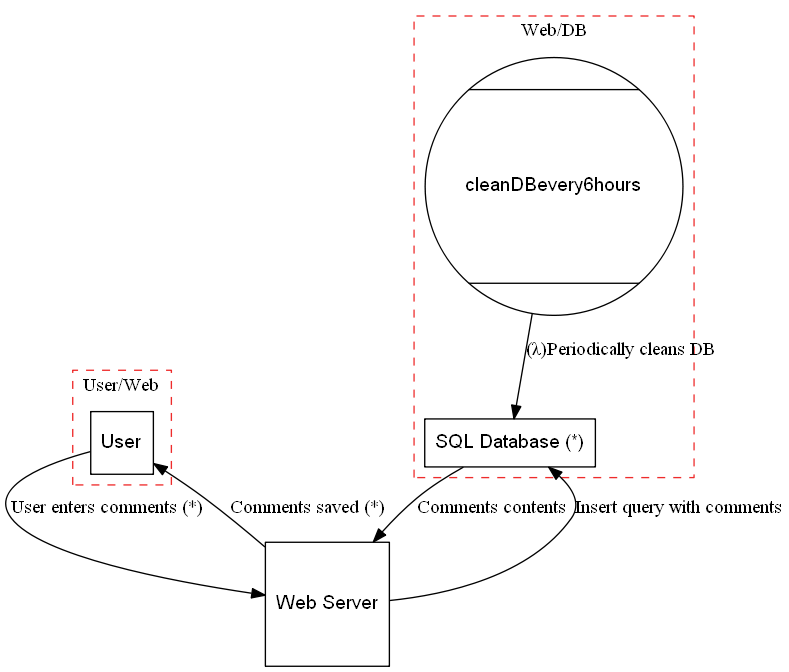 Web/DB
cleanDBevery6hours
(λ)Periodically cleans DB
User/Web
User
SQL Database (*)
User enters comments (*)
Comments saved (*)
Comments contents
Insert query with comments
Web Server